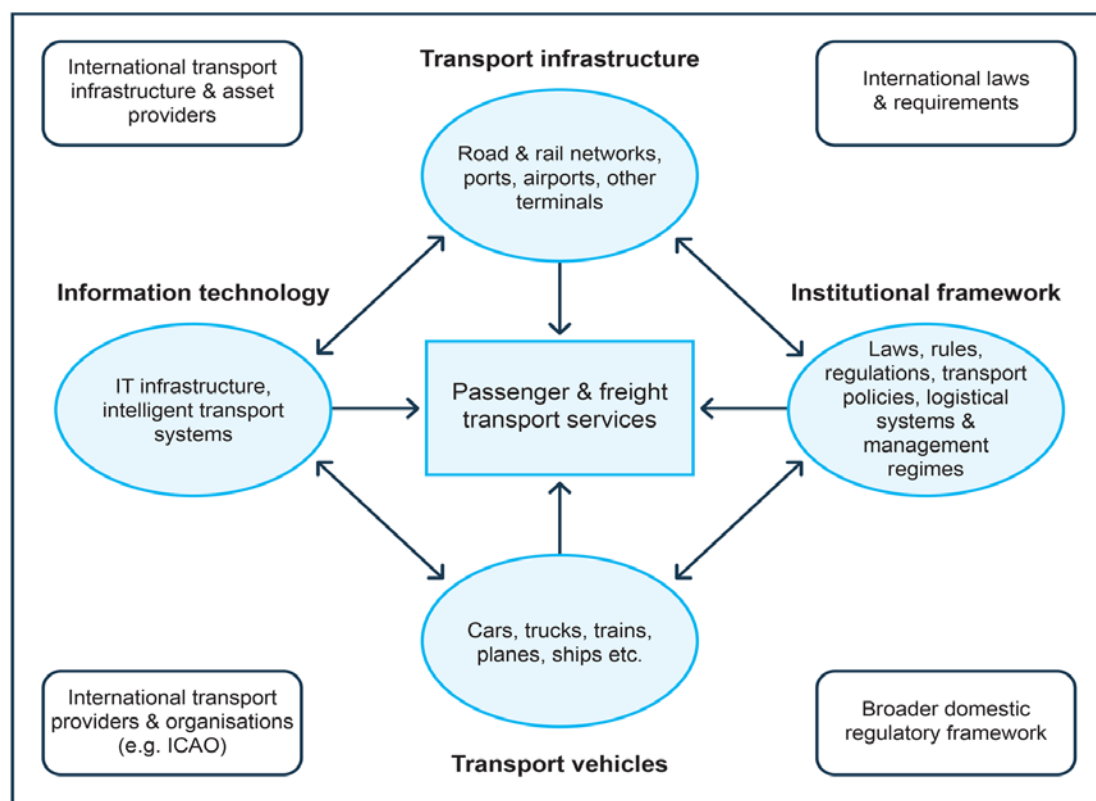 International transport
infrastructure & asset
providers
Transport infrastructure
International laws
& requirements
Road & rail networks,
ports, airports, other
terminals
Information technology
Institutional framework
IT infrastructure,
intelligent transport
systems
Passenger & freight
transport services
Laws, rules,
regulations, transport
policies, logistical
systems &
management
regimes
Cars, trucks, trains,
planes, ships etc.
International transport
providers & organisations
(e.g. ICAO)
Transport vehicles
Broader domestic
regulatory framework